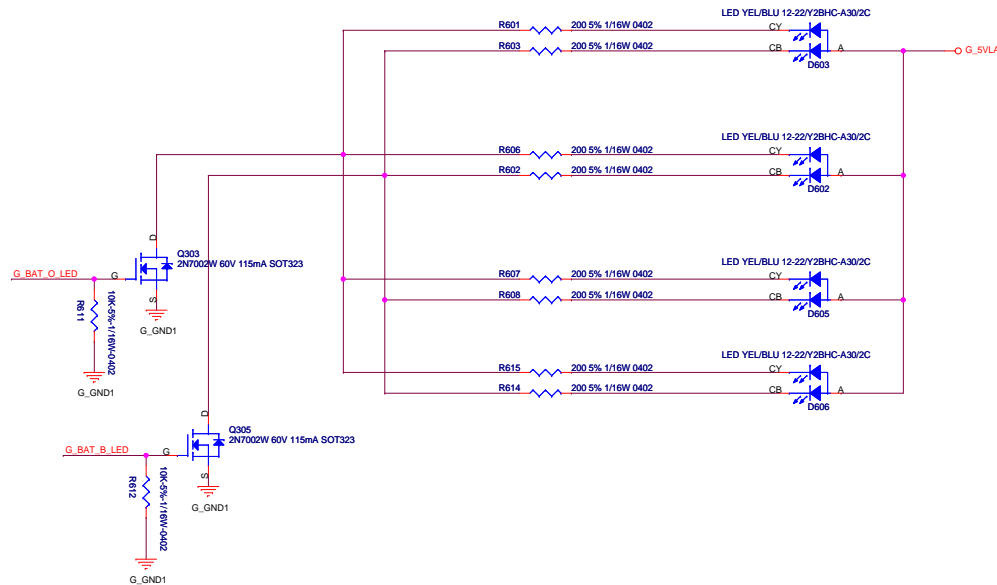 LED YEL/BLU 12-22/Y2BHC-A30/2C
R601 200 5% 1/16W 0402 CY
R603 200 5% 1/16W 0402 CB A G_5VLA
D603
LED YEL/BLU 12-22/Y2BHC-A30/2C
R606 200 5% 1/16W 0402 CY
R602 200 5% 1/16W 0402 CB A
D602
D
Q303
2N7002W 60V 115mA SOT323
G_BAT_O_LED G
S
R611 10K-5%-1/16W-0402
G_GND1
G_GND1
LED YEL/BLU 12-22/Y2BHC-A30/2C
R607 200 5% 1/16W 0402 CY
R608 200 5% 1/16W 0402 CB A
D605
LED YEL/BLU 12-22/Y2BHC-A30/2C
R615 200 5% 1/16W 0402 CY
R614 200 5% 1/16W 0402 CB A
D606
D
Q305
2N7002W 60V 115mA SOT323
G_BAT_B_LED G
S
R612 10K-5%-1/16W-0402
G_GND1
G_GND1